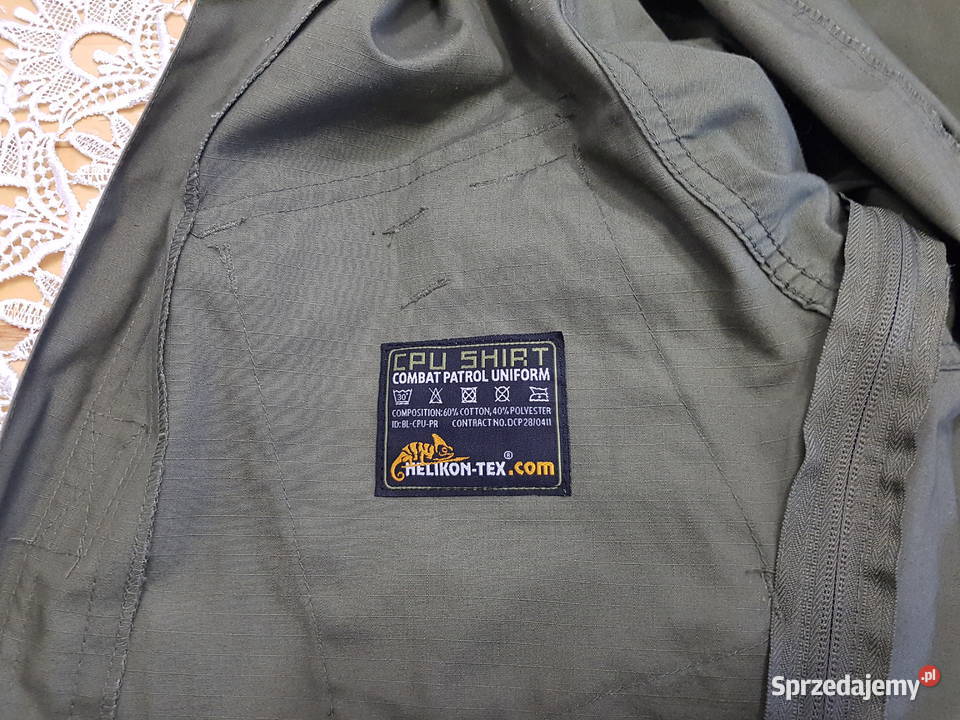 CPU SHIRT
COMBAT PATROL UNIFORM
30°
COMPOSITION: 60% COTTON, 40% POLYESTER
ID: BL-CPU-PR CONTRACT NO. DCP 28/0411
HELIKON-TEX®.com
Sprzedajemy.pl